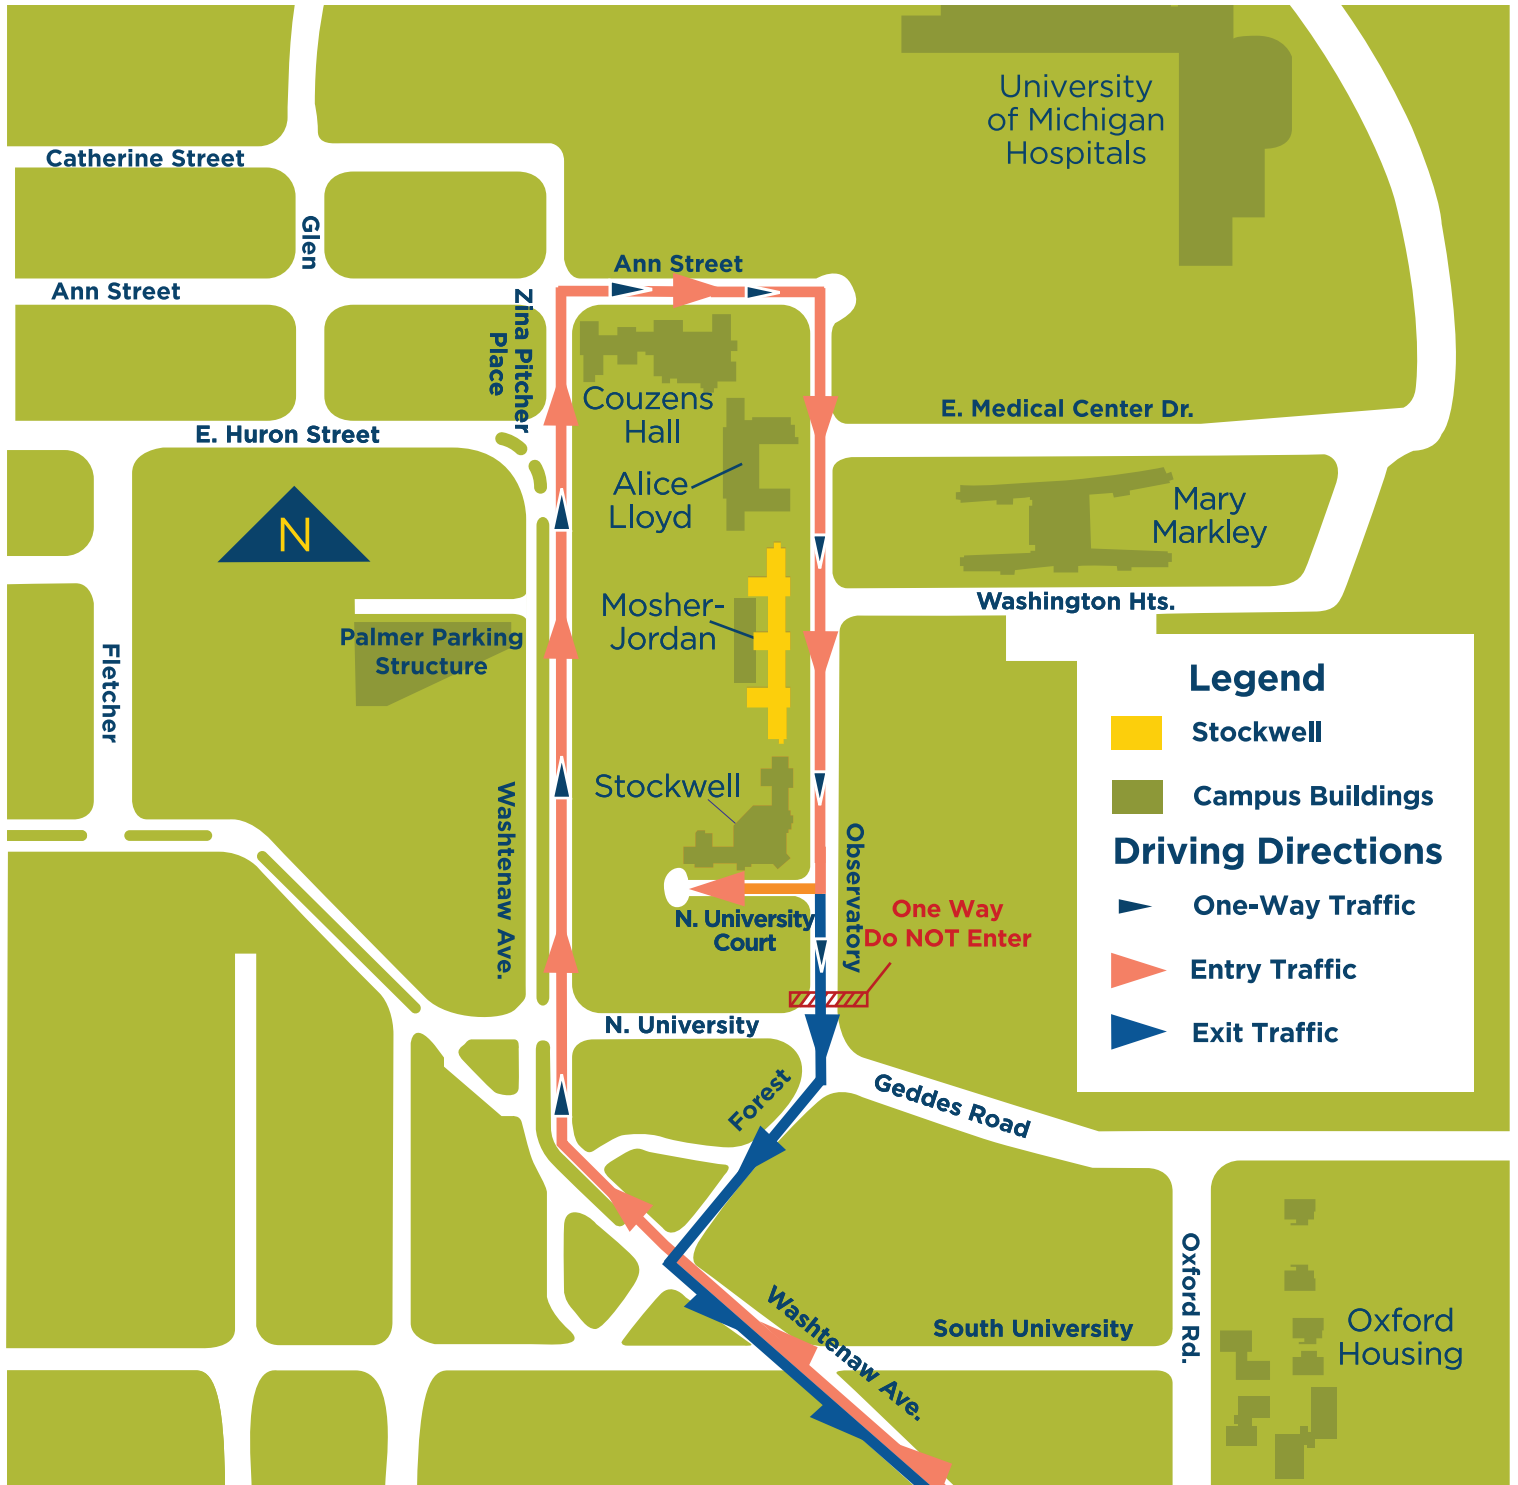 University
of Michigan
Hospitals
Catherine Street
Glen
Ann Street
Ann Street
Zina Pitcher
Place
Couzens
Hall
E. Medical Center Dr.
E. Huron Street
Alice
Lloyd
Mary
Markley
N
Mosher-
Jordan
Washington Hts.
Palmer Parking
Structure
Fletcher
Legend
Stockwell
Campus Buildings
Driving Directions
One-Way Traffic
Entry Traffic
Exit Traffic
Stockwell
Washtenaw Ave.
Observatory
N. University
Court
One Way
Do NOT Enter
N. University
Forest
Geddes Road
Oxford Rd.
Washtenaw Ave.
South University
Oxford
Housing